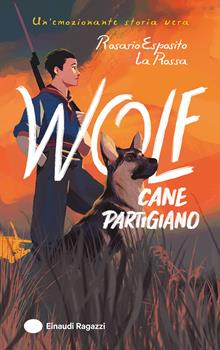 Un'emozionante storia vera
Rosario Esposito
La Rossa
WOLF
CANE
PARTIGIANO
Einaudi Ragazzi